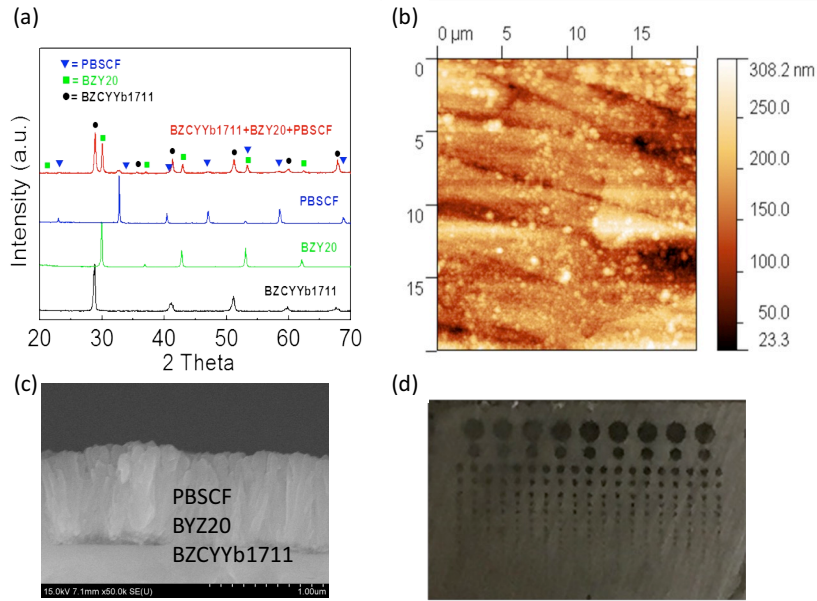 (a)
▼= PBSCF
■= BZY20
●= BZCYYb1711
BZCYYb1711+BZY20+PBSCF
PBSCF
BZY20
BZCYYb1711
Intensity (a.u.)
20 30 40 50 60 70
2 Theta
(b)
0 µm 5 10 15
0
5
10
15
308.2 nm
250.0
200.0
150.0
100.0
50.0
23.3
(c)
PBSCF
BYZ20
BZCYYb1711
15.0kV 7.1mm x50.0k SE(U) 1.00um
(d)